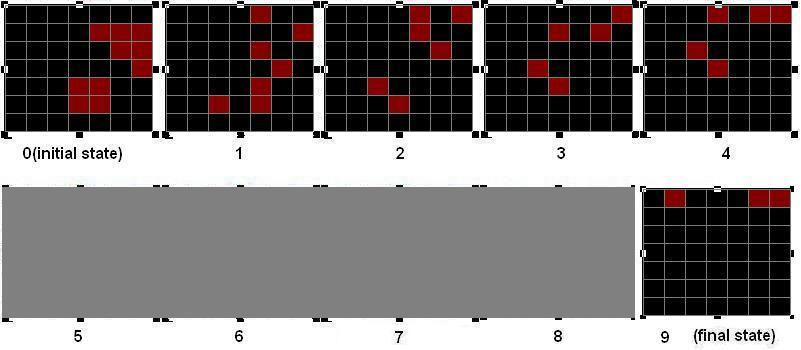 0(initial state) 1 2 3 4
5 6 7 8 9 (final state)